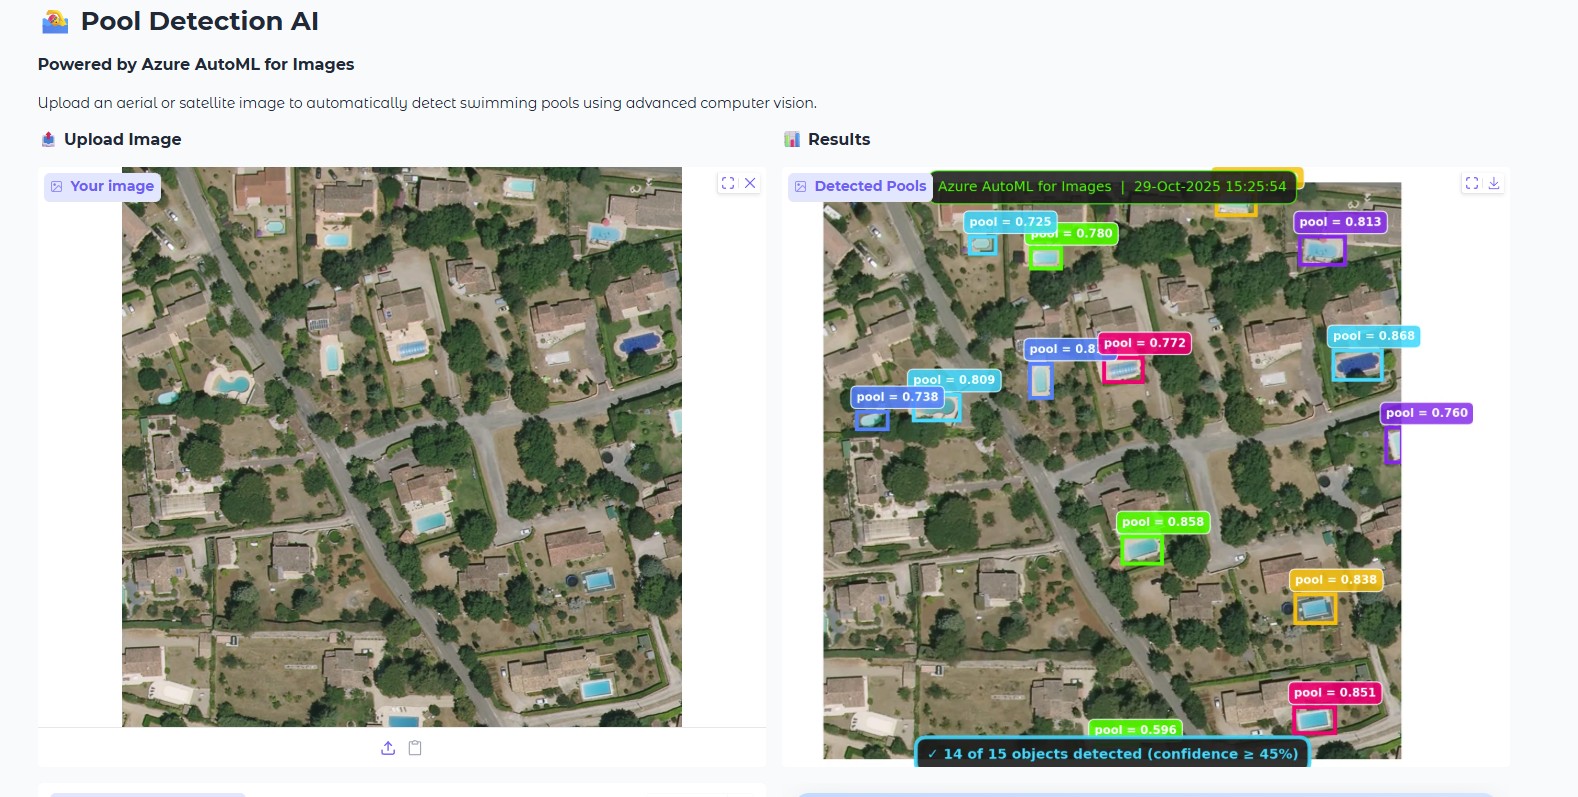 Pool Detection AI
Powered by Azure AutoML for Images
Upload an aerial or satellite image to automatically detect swimming pools using advanced computer vision.
Upload Image
Results
Your image
Detected Pools
Azure AutoML for Images | 29-Oct-2025 15:25:54
pool = 0.725
pool = 0.780
pool = 0.813
pool = 0.8
pool = 0.772
pool = 0.868
pool = 0.809
pool = 0.738
pool = 0.760
pool = 0.858
pool = 0.838
pool = 0.851
pool = 0.596
✓ 14 of 15 objects detected (confidence ≥ 45%)